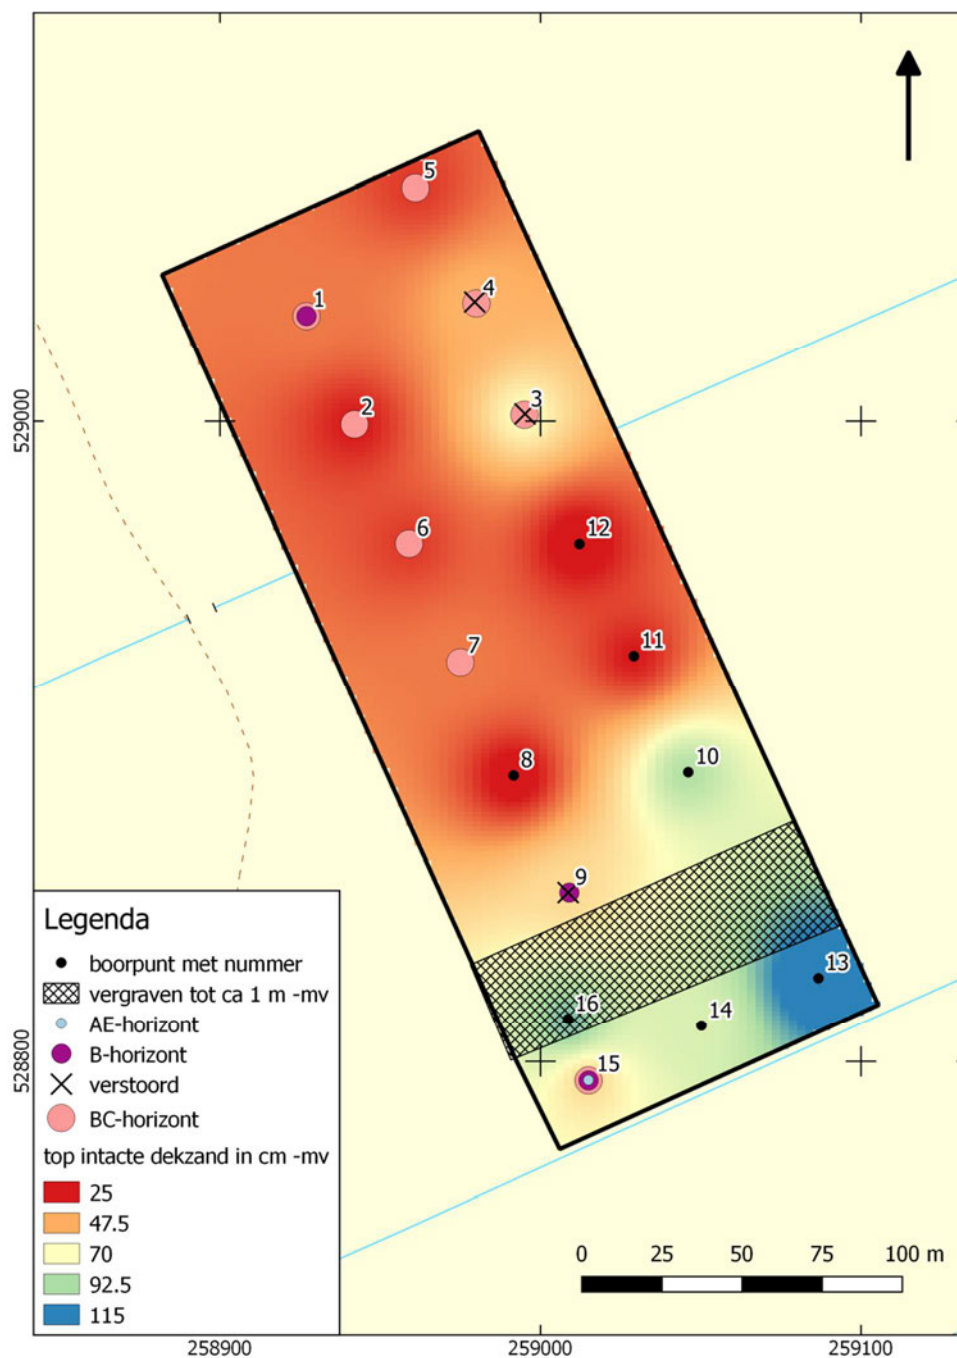 5
4
1
3
2
529000
12
6
11
7
10
8
9
13
16
14
15
528800
Legenda
boorpunt met nummer
vergraven tot ca 1 m -mv
AE-horizont
B-horizont
verstoord
BC-horizont
top intacte dekzand in cm -mv
25
47.5
70
92.5
115
0 25 50 75 100 m
258900 259000 259100